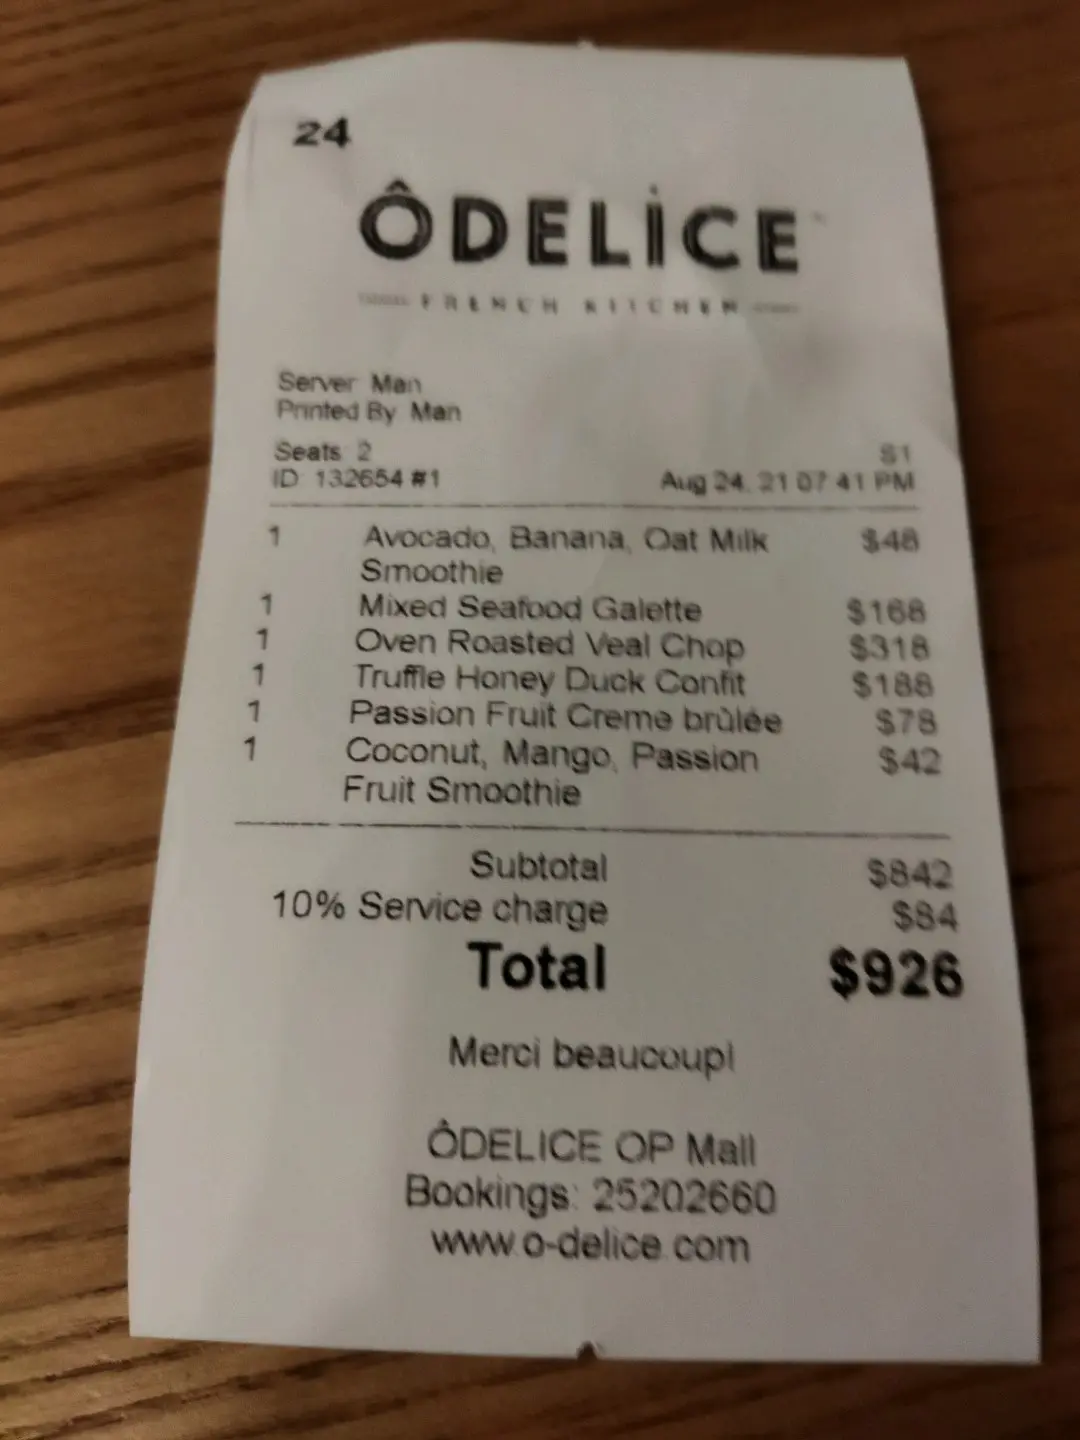 24
ÔDELİCE
FRENCH KITCHEN
Server: Man
Printed By: Man
Seats: 2 S1
ID: 132654 #1 Aug 24, 21 07:41 PM
1 Avocado, Banana, Oat Milk $48
Smoothie
1 Mixed Seafood Galette $168
1 Oven Roasted Veal Chop $318
1 Truffle Honey Duck Confit $188
1 Passion Fruit Creme brûlée $78
1 Coconut, Mango, Passion $42
Fruit Smoothie
Subtotal $842
10% Service charge $84
Total $926
Merci beaucoup!
ÔDELICE OP Mall
Bookings: 25202660
www.o-delice.com